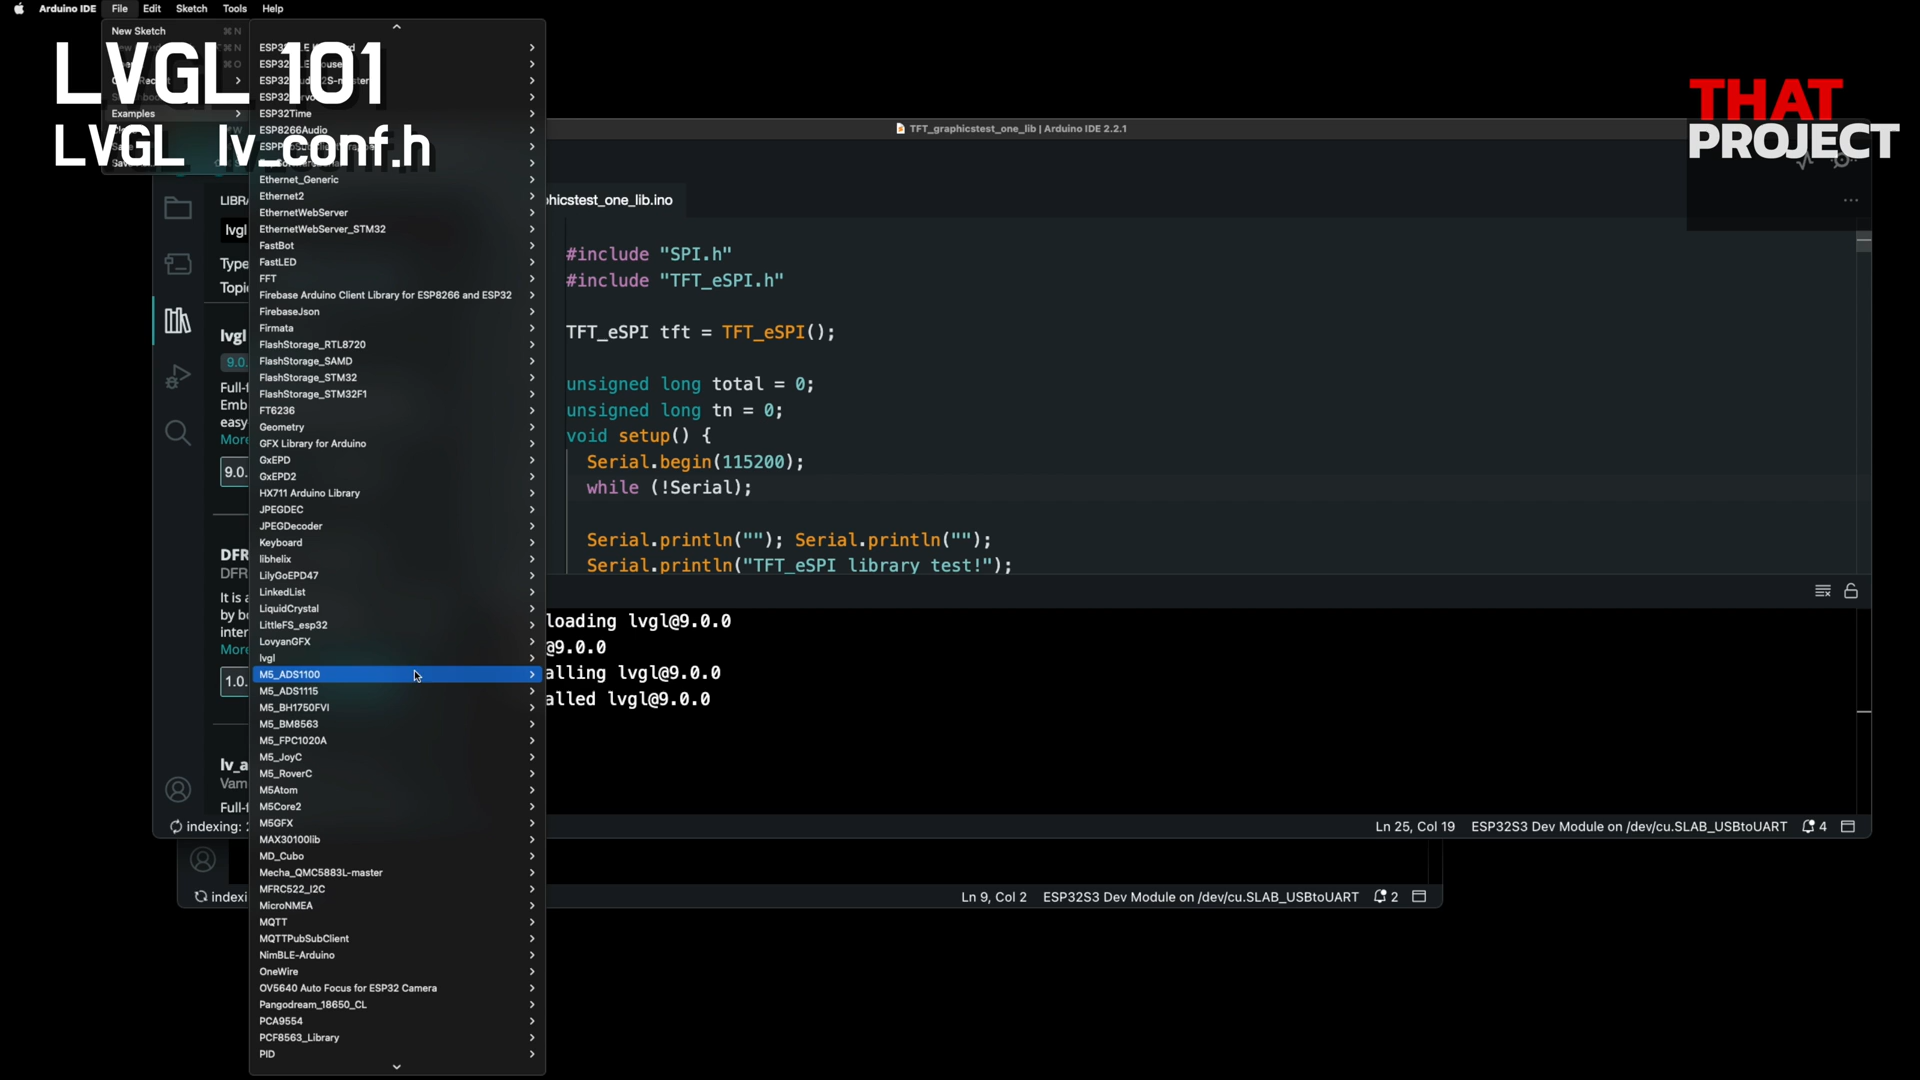 Arduino IDE File Edit Sketch Tools Help
New Sketch
LVGL 101
LVGL lv_conf.h
THAT
PROJECT
Examples
ESP32Time
ESP8266Audio
Ethernet_Generic
Ethernet2
EthernetWebServer
EthernetWebServer_STM32
FastBot
FastLED
FFT
Firebase Arduino Client Library for ESP8266 and ESP32
FirebaseJson
Firmata
FlashStorage_RTL8720
FlashStorage_SAMD
FlashStorage_STM32
FlashStorage_STM32F1
FT6236
Geometry
GFX Library for Arduino
GxEPD
GxEPD2
HX711 Arduino Library
JPEGDEC
JPEGDecoder
Keyboard
libhelix
LilyGoEPD47
LinkedList
LiquidCrystal
LittleFS_esp32
LovyanGFX
lvgl
M5_ADS1100
M5_ADS1115
M5_BH1750FVI
M5_BM8563
M5_FPC1020A
M5_JoyC
M5_RoverC
M5Atom
M5Core2
M5GFX
MAX30100lib
MD_Cubo
Mecha_QMC5883L-master
MFRC522_I2C
MicroNMEA
MQTT
MQTTPubSubClient
NimBLE-Arduino
OneWire
OV5640 Auto Focus for ESP32 Camera
Pangodream_18650_CL
PCA9554
PCF8563_Library
PID
LIBRA
lvgl
Type
Topi
lvgl
9.0.
Full-f
Emb
easy-
More
9.0.
DFR
DFR
It is a
by bo
inter
More
1.0.
lv_a
Vam
Full-f
indexing: 2
TFT_graphicstest_one_lib | Arduino IDE 2.2.1
hicstest_one_lib.ino
#include "SPI.h"
#include "TFT_eSPI.h"
TFT_eSPI tft = TFT_eSPI();
unsigned long total = 0;
unsigned long tn = 0;
void setup() {
Serial.begin(115200);
while (!Serial);
Serial.println(""); Serial.println("");
Serial.println("TFT_eSPI library test!");
loading lvgl@9.0.0
@9.0.0
alling lvgl@9.0.0
alled lvgl@9.0.0
Ln 25, Col 19 ESP32S3 Dev Module on /dev/cu.SLAB_USBtoUART 4
indexi
Ln 9, Col 2 ESP32S3 Dev Module on /dev/cu.SLAB_USBtoUART 2